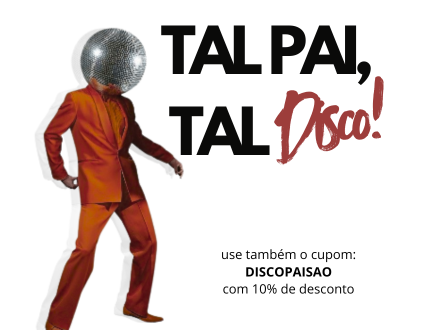 TAL PAI,
TAL Disco!
use também o cupom:
DISCOPAISAO
com 10% de desconto